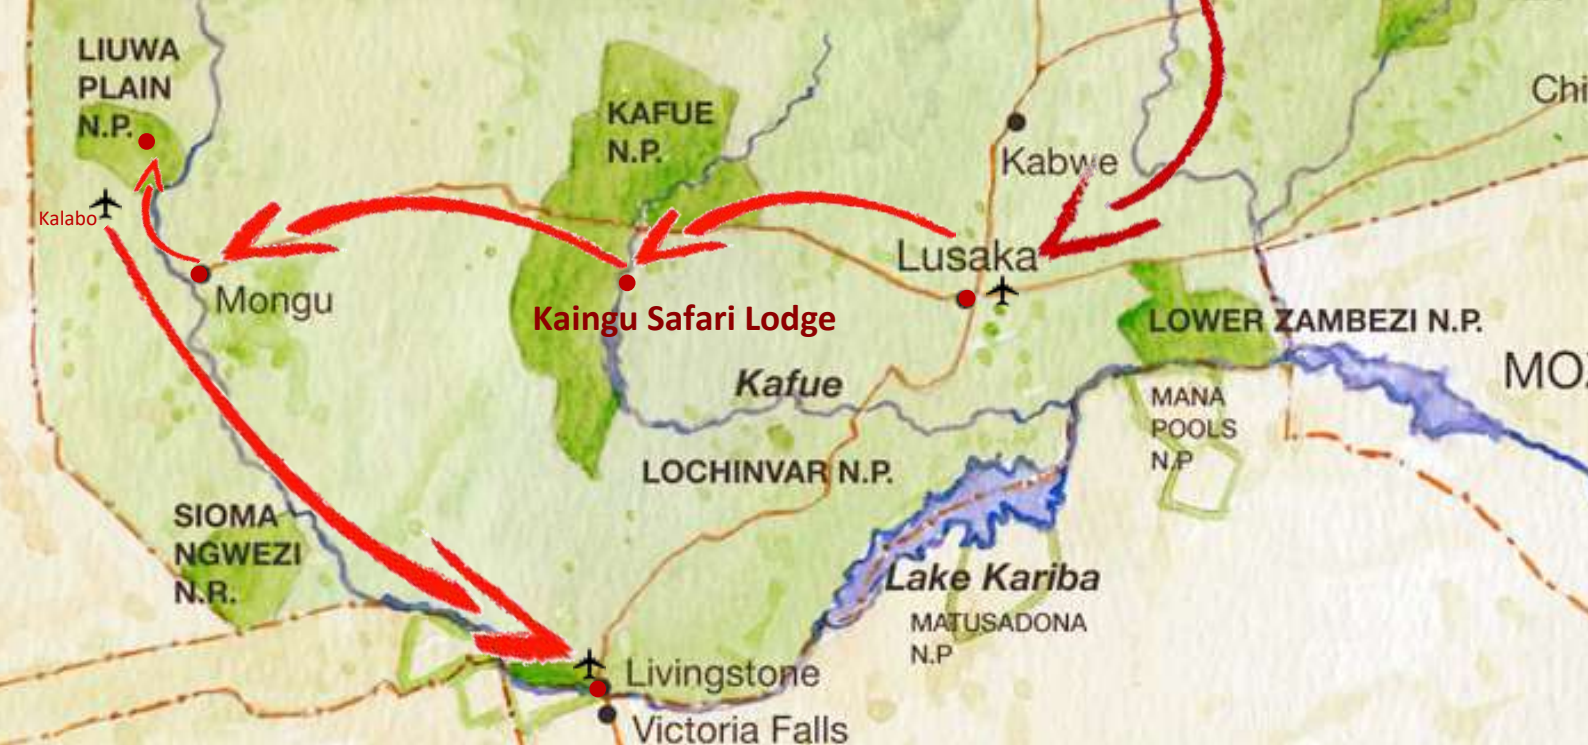 LIUWA
PLAIN
N.P.
KAFUE
N.P.
Chi
Kabwe
Kalabo
Lusaka
Mongu
Kaingu Safari Lodge
LOWER ZAMBEZI N.P.
MOZ
Kafue
MANA
POOLS
N.P
LOCHINVAR N.P.
SIOMA
NGWEZI
N.R.
Lake Kariba
MATUSADONA
N.P
Livingstone
Victoria Falls